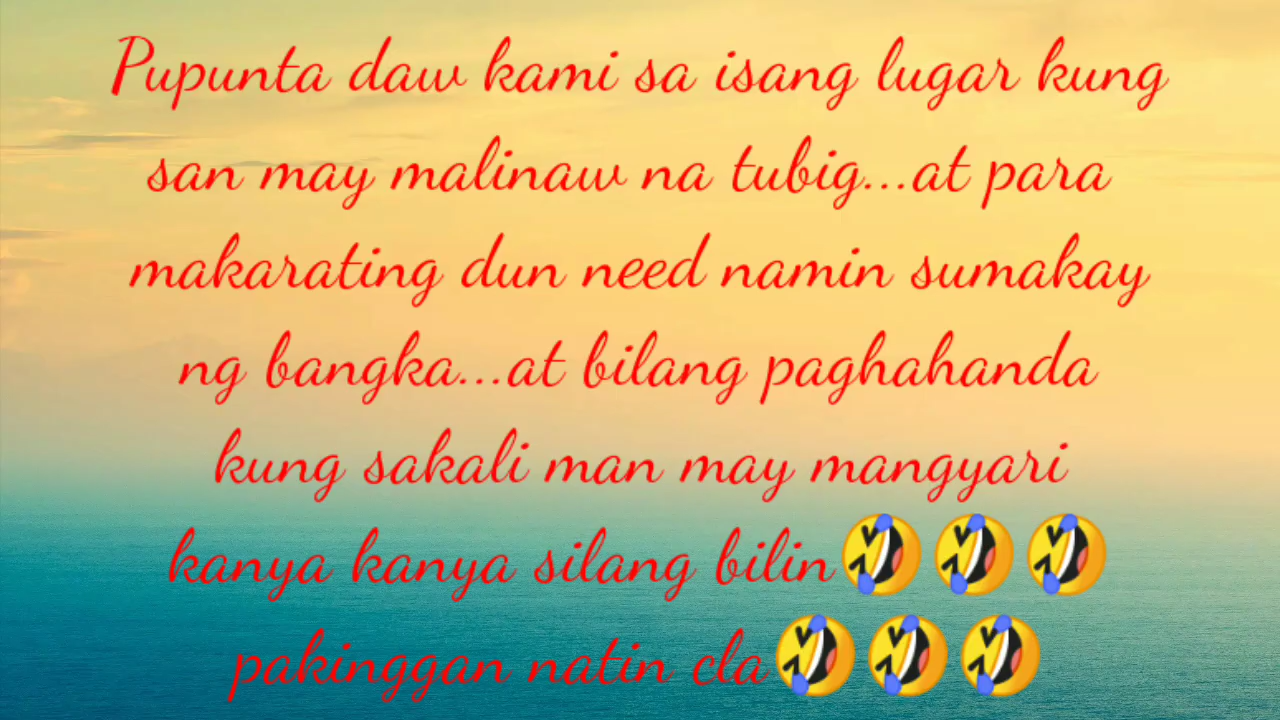 Pupunta daw kami sa isang lugar kung
san may malinaw na tubig...at para
makarating dun need namin sumakay
ng bangka...at bilang paghahanda
kung sakali man may mangyari
kanya kanya silang bilin🤣🤣🤣
pakinggan natin cla🤣🤣🤣